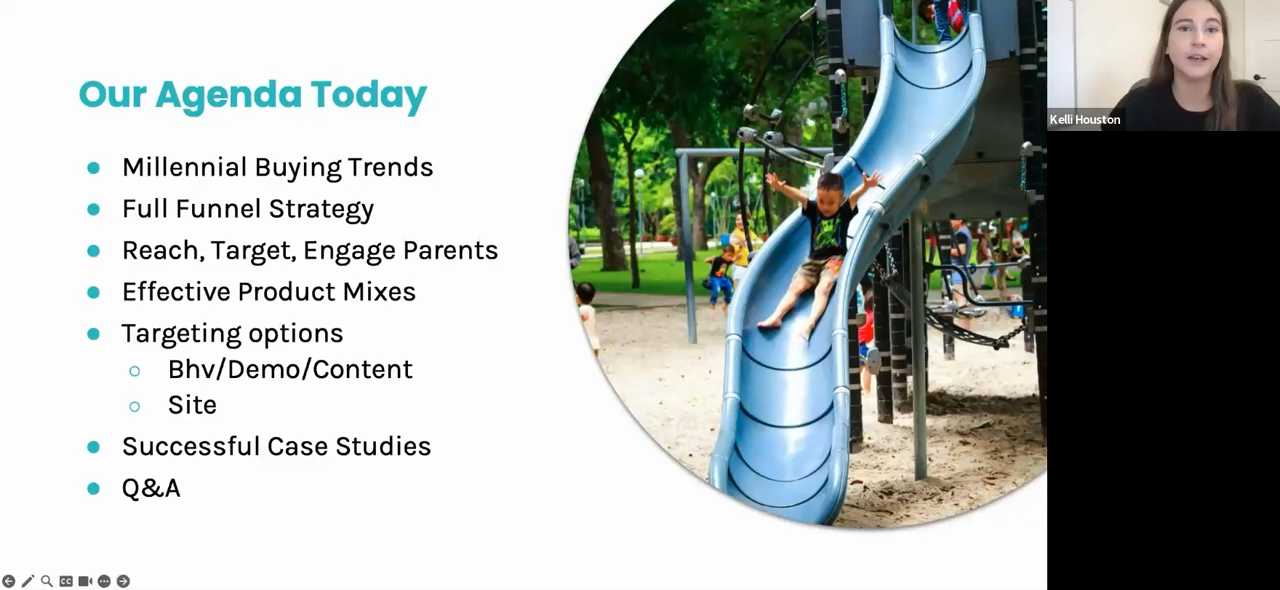 Our Agenda Today
Millennial Buying Trends
Full Funnel Strategy
Reach, Target, Engage Parents
Effective Product Mixes
Targeting options
Bhv/Demo/Content
Site
Successful Case Studies
Q&A
Kelli Houston
CC